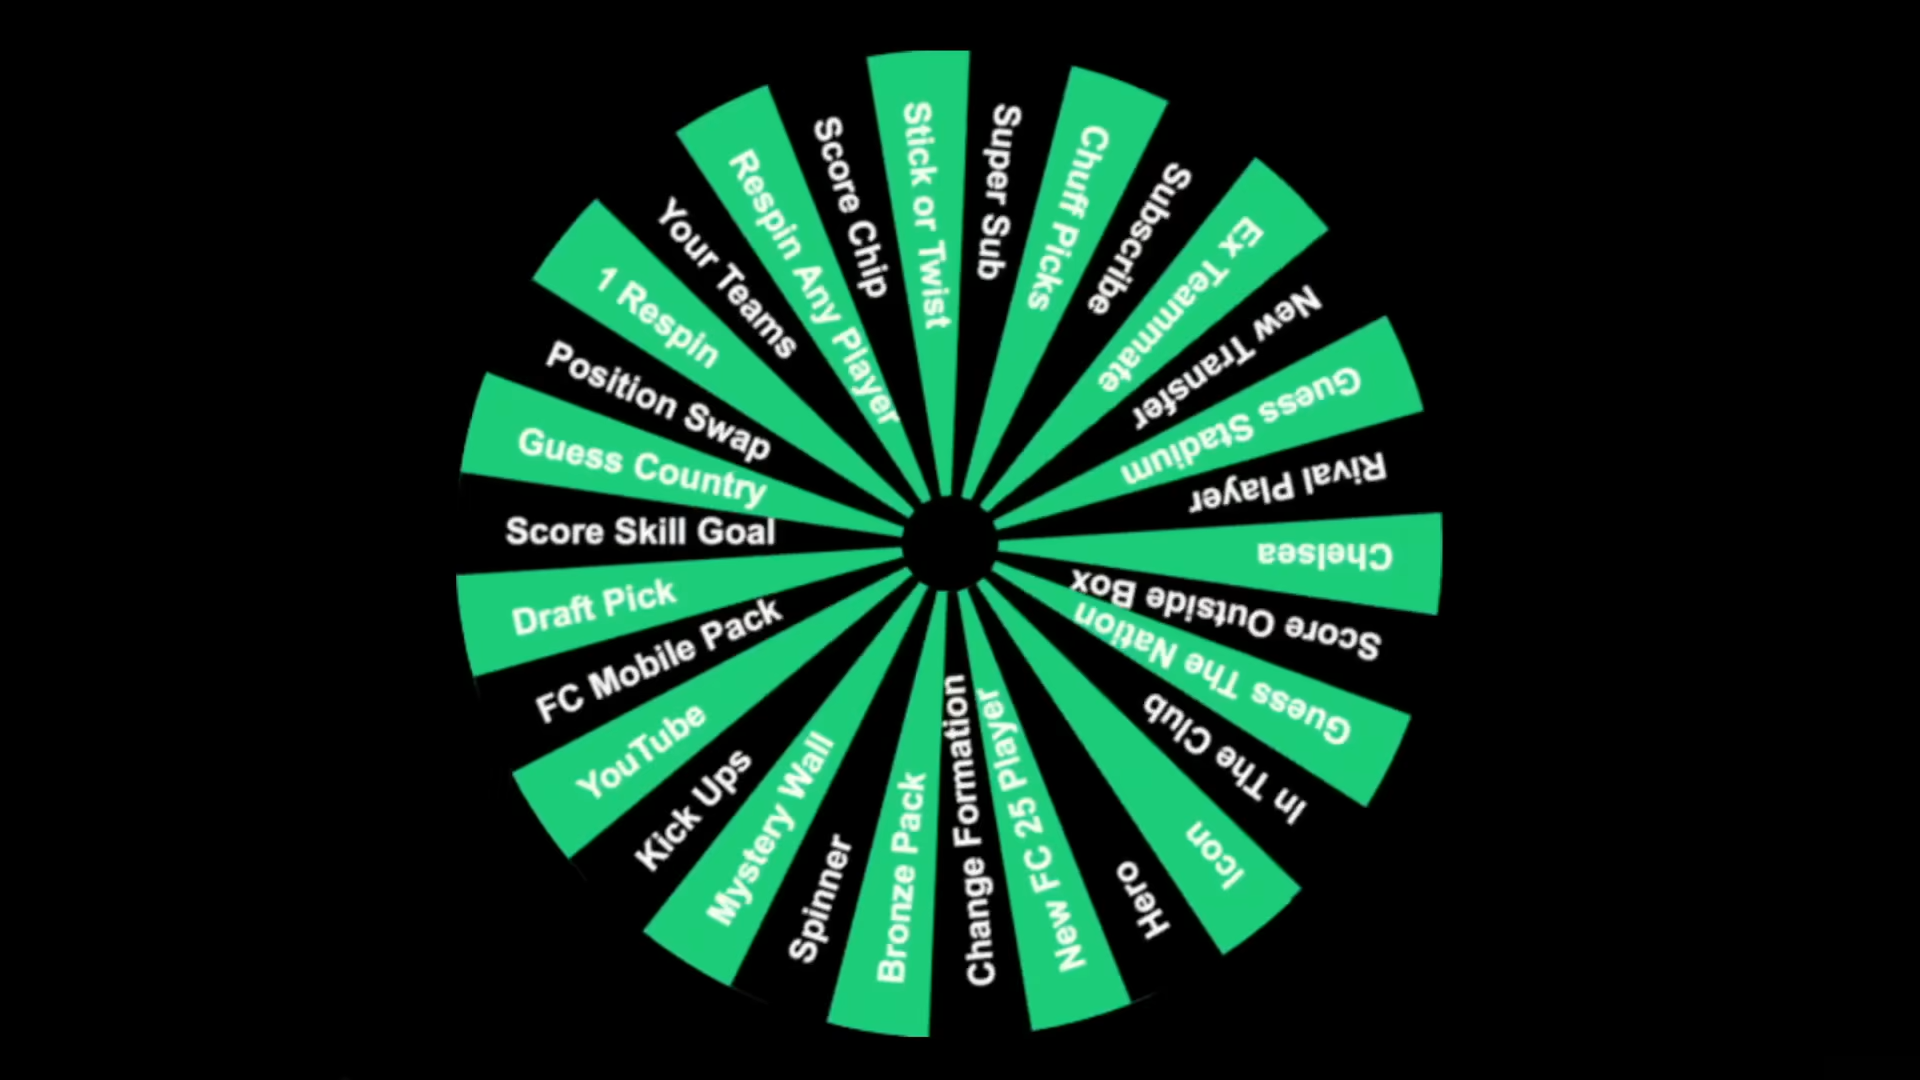 Stick or Twist
Super Sub
Chuff Picks
Subscribe
Ex Teammate
New Transfer
Guess Stadium
Rival Player
Chelsea
Score Outside Box
Guess The Nation
In The Club
Icon
Hero
New FC 25 Player
Change Formation
Bronze Pack
Spinner
Mystery Wall
Kick Ups
YouTube
FC Mobile Pack
Draft Pick
Score Skill Goal
Guess Country
Position Swap
1 Respin
Your Teams
Respin Any Player
Score Chip